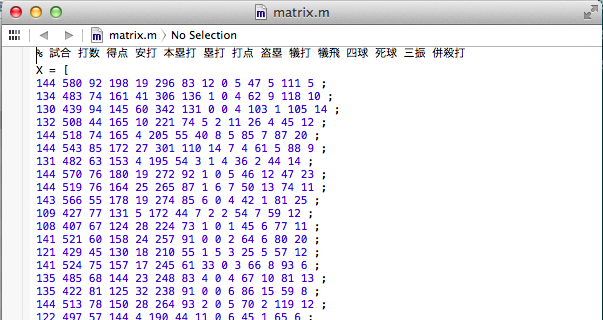 matrix.m
matrix.m No Selection
% 試合 打数 得点 安打 本塁打 塁打 打点 盗塁 犠打 犠飛 四球 死球 三振 併殺打
X = [
144 580 92 198 19 296 83 12 0 5 47 5 111 5 ;
134 483 74 161 41 306 136 1 0 4 62 9 118 10 ;
130 439 94 145 60 342 131 0 0 4 103 1 105 14 ;
132 508 44 165 10 221 74 5 2 11 26 4 45 12 ;
144 518 74 165 4 205 55 40 8 5 85 7 87 20 ;
144 543 85 172 27 301 110 14 7 4 61 5 88 9 ;
131 482 63 153 4 195 54 3 1 4 36 2 44 14 ;
144 570 76 180 19 272 92 1 0 5 46 12 47 23 ;
144 519 76 164 25 265 87 1 6 7 50 13 74 11 ;
143 566 55 178 19 274 85 6 0 4 42 1 81 25 ;
109 427 77 131 5 172 44 7 2 2 54 7 59 12 ;
108 407 67 124 28 224 73 1 0 1 45 6 77 11 ;
141 521 60 158 24 257 91 0 0 2 64 6 80 20 ;
121 429 45 130 18 210 55 1 5 3 25 5 57 12 ;
141 524 75 157 17 245 61 33 0 3 66 8 93 6 ;
135 485 68 144 23 248 83 4 0 4 67 10 81 13 ;
135 422 81 125 32 238 91 0 0 6 86 15 59 8 ;
144 513 78 150 28 264 93 2 0 5 70 2 119 12 ;
122 497 57 144 4 190 44 11 0 6 45 1 65 6 ;